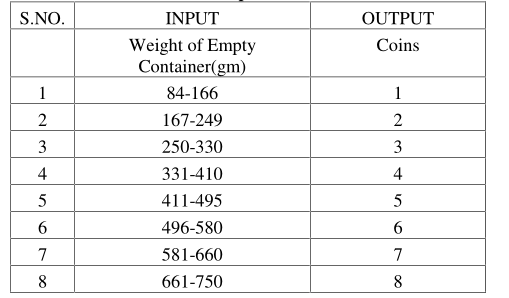 S.NO. INPUT OUTPUT
Weight of Empty Coins
Container(gm)
1 84-166 1
2 167-249 2
3 250-330 3
4 331-410 4
5 411-495 5
6 496-580 6
7 581-660 7
8 661-750 8